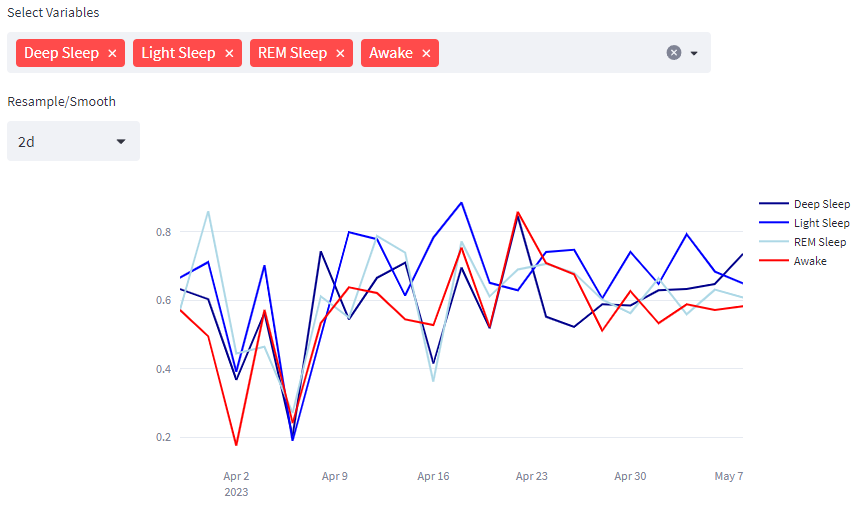 Select Variables
Deep Sleep × Light Sleep × REM Sleep × Awake ×
Resample/Smooth
2d
Deep Sleep
Light Sleep
REM Sleep
Awake
0.8
0.6
0.4
0.2
Apr 2 Apr 9 Apr 16 Apr 23 Apr 30 May 7
2023